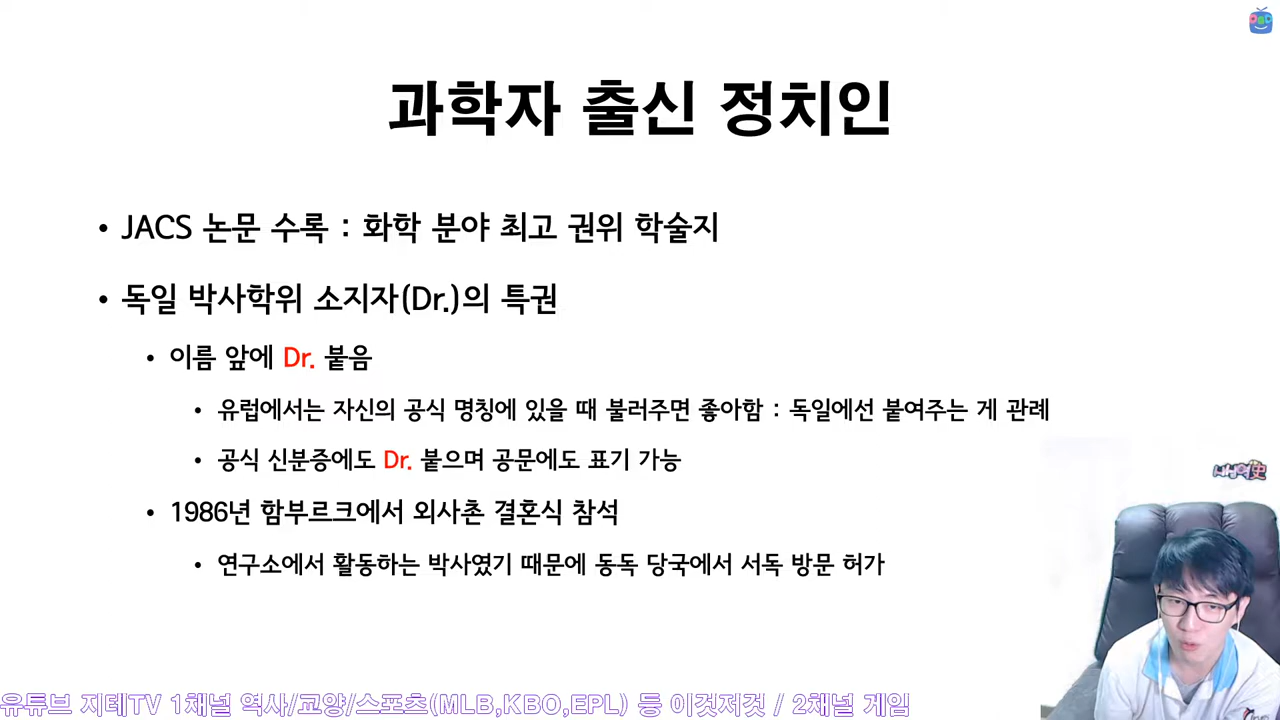 과학자 출신 정치인
• JACS 논문 수록 : 화학 분야 최고 권위 학술지
• 독일 박사학위 소지자(Dr.)의 특권
• 이름 앞에 Dr. 붙음
• 유럽에서는 자신의 공식 명칭에 있을 때 불러주면 좋아함 : 독일에선 붙여주는 게 관례
• 공식 신분증에도 Dr. 붙으며 공문에도 표기 가능
• 1986년 함부르크에서 외사촌 결혼식 참석
• 연구소에서 활동하는 박사였기 때문에 동독 당국에서 서독 방문 허가
유튜브 지테TV 1채널 역사/교양/스포츠(MLB,KBO,EPL) 등 이것저것 / 2채널 게임